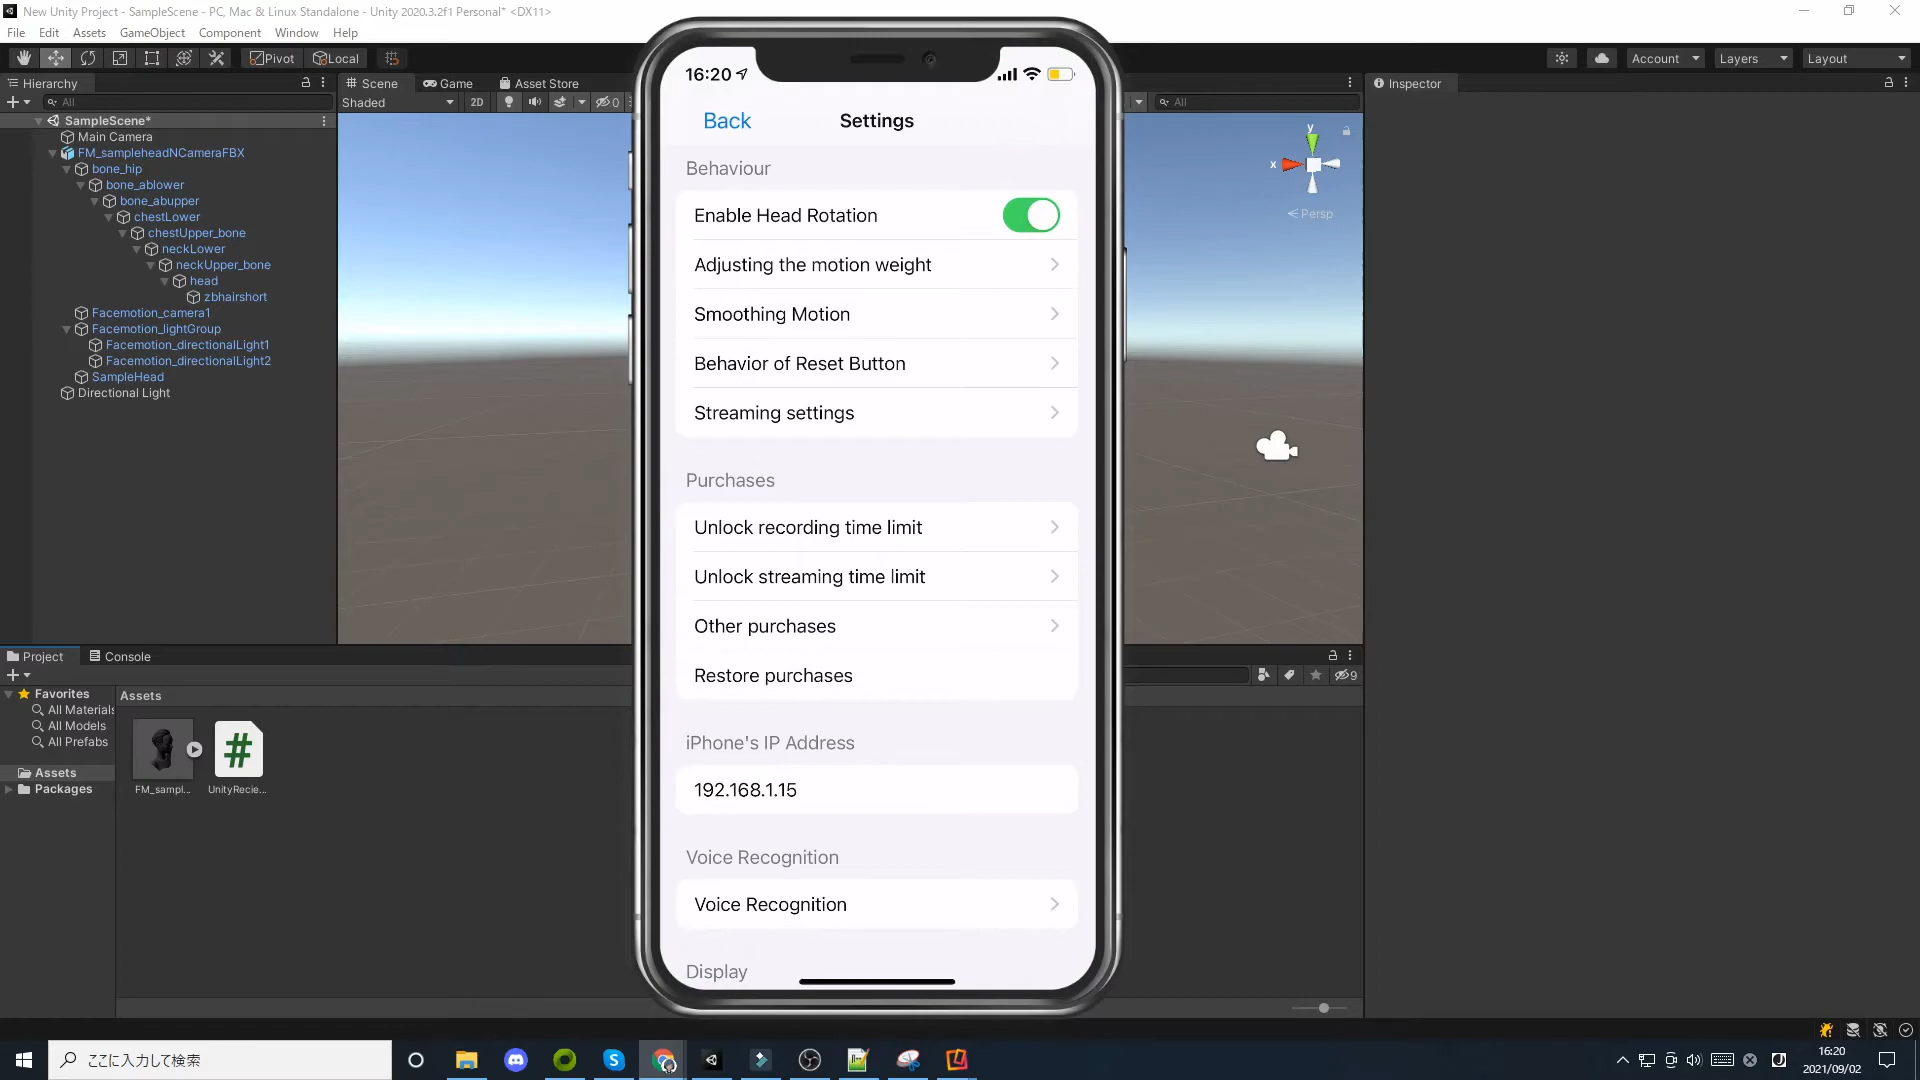 New Unity Project - SampleScene - PC, Mac & Linux Standalone - Unity 2020.3.2f1 Personal* <DX11>
File Edit Assets GameObject Component Window Help
Pivot Local Account Layers Layout
Hierarchy
All
SampleScene*
Main Camera
FM_sampleheadNCameraFBX
bone_hip
bone_ablower
bone_abupper
chestLower
chestUpper_bone
neckLower
neckUpper_bone
head
zbhairshort
Facemotion_camera1
Facemotion_lightGroup
Facemotion_directionalLight1
Facemotion_directionalLight2
SampleHead
Directional Light
Scene Game Asset Store
Shaded 2D 0
All
y
x
Persp
Inspector
16:20
Back Settings
Behaviour
Enable Head Rotation
Adjusting the motion weight
Smoothing Motion
Behavior of Reset Button
Streaming settings
Purchases
Unlock recording time limit
Unlock streaming time limit
Other purchases
Restore purchases
iPhone's IP Address
192.168.1.15
Voice Recognition
Voice Recognition
Display
Project Console
9
Favorites
All Materials
All Models
All Prefabs
Assets
Packages
Assets
FM_sampl...
#
UnityRecie...
ここに入力して検索
16:20
2021/09/02